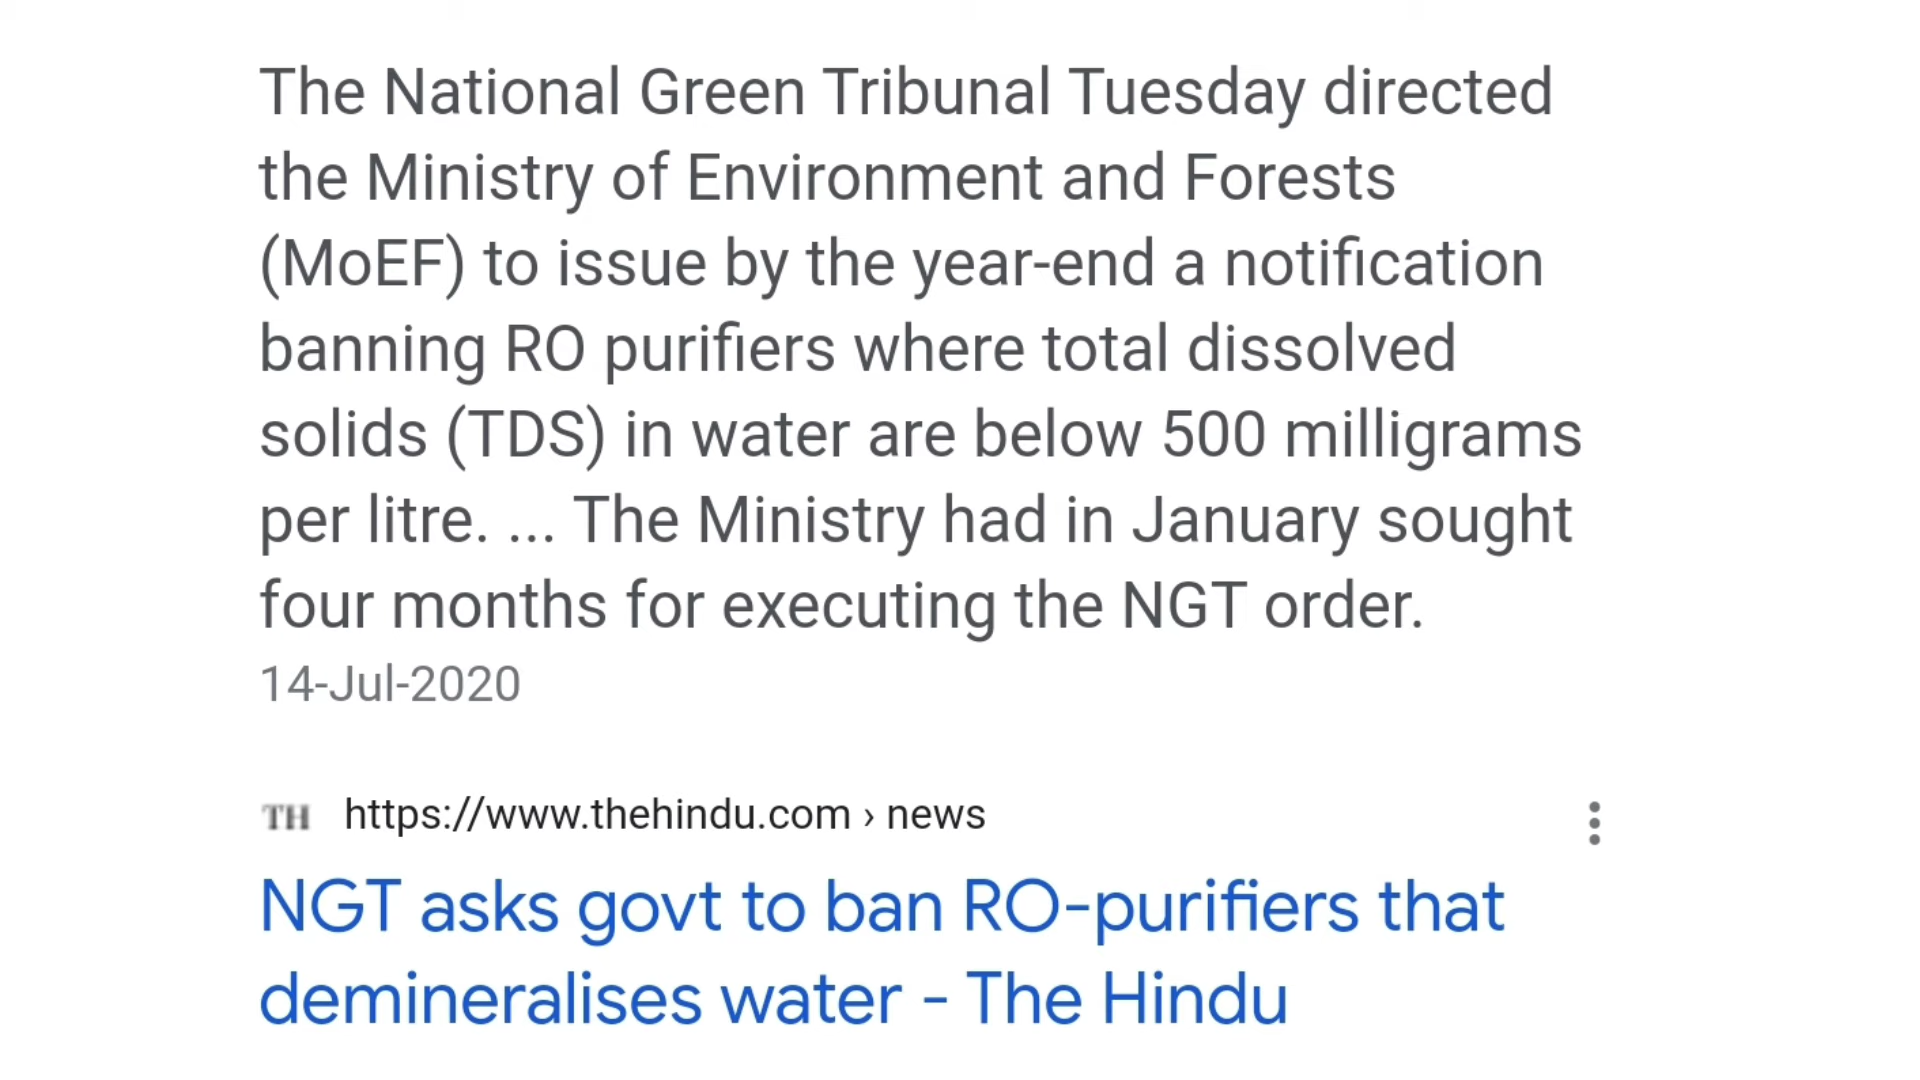 The National Green Tribunal Tuesday directed
the Ministry of Environment and Forests
(MoEF) to issue by the year-end a notification
banning RO purifiers where total dissolved
solids (TDS) in water are below 500 milligrams
per litre. ... The Ministry had in January sought
four months for executing the NGT order.
14-Jul-2020
TH https://www.thehindu.com › news
NGT asks govt to ban RO-purifiers that
demineralises water - The Hindu